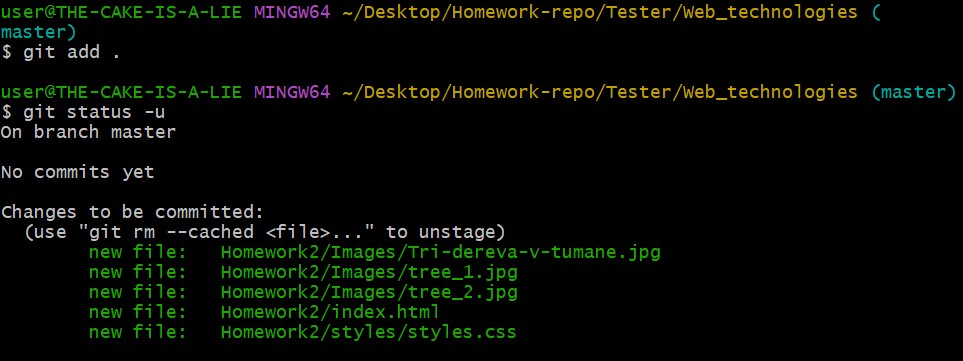 user@THE-CAKE-IS-A-LIE MINGW64 ~/Desktop/Homework-repo/Tester/Web_technologies (
master)
$ git add .
user@THE-CAKE-IS-A-LIE MINGW64 ~/Desktop/Homework-repo/Tester/Web_technologies (master)
$ git status -u
On branch master
No commits yet
Changes to be committed:
  (use "git rm --cached <file>..." to unstage)
        new file:   Homework2/Images/Tri-dereva-v-tumane.jpg
        new file:   Homework2/Images/tree_1.jpg
        new file:   Homework2/Images/tree_2.jpg
        new file:   Homework2/index.html
        new file:   Homework2/styles/styles.css